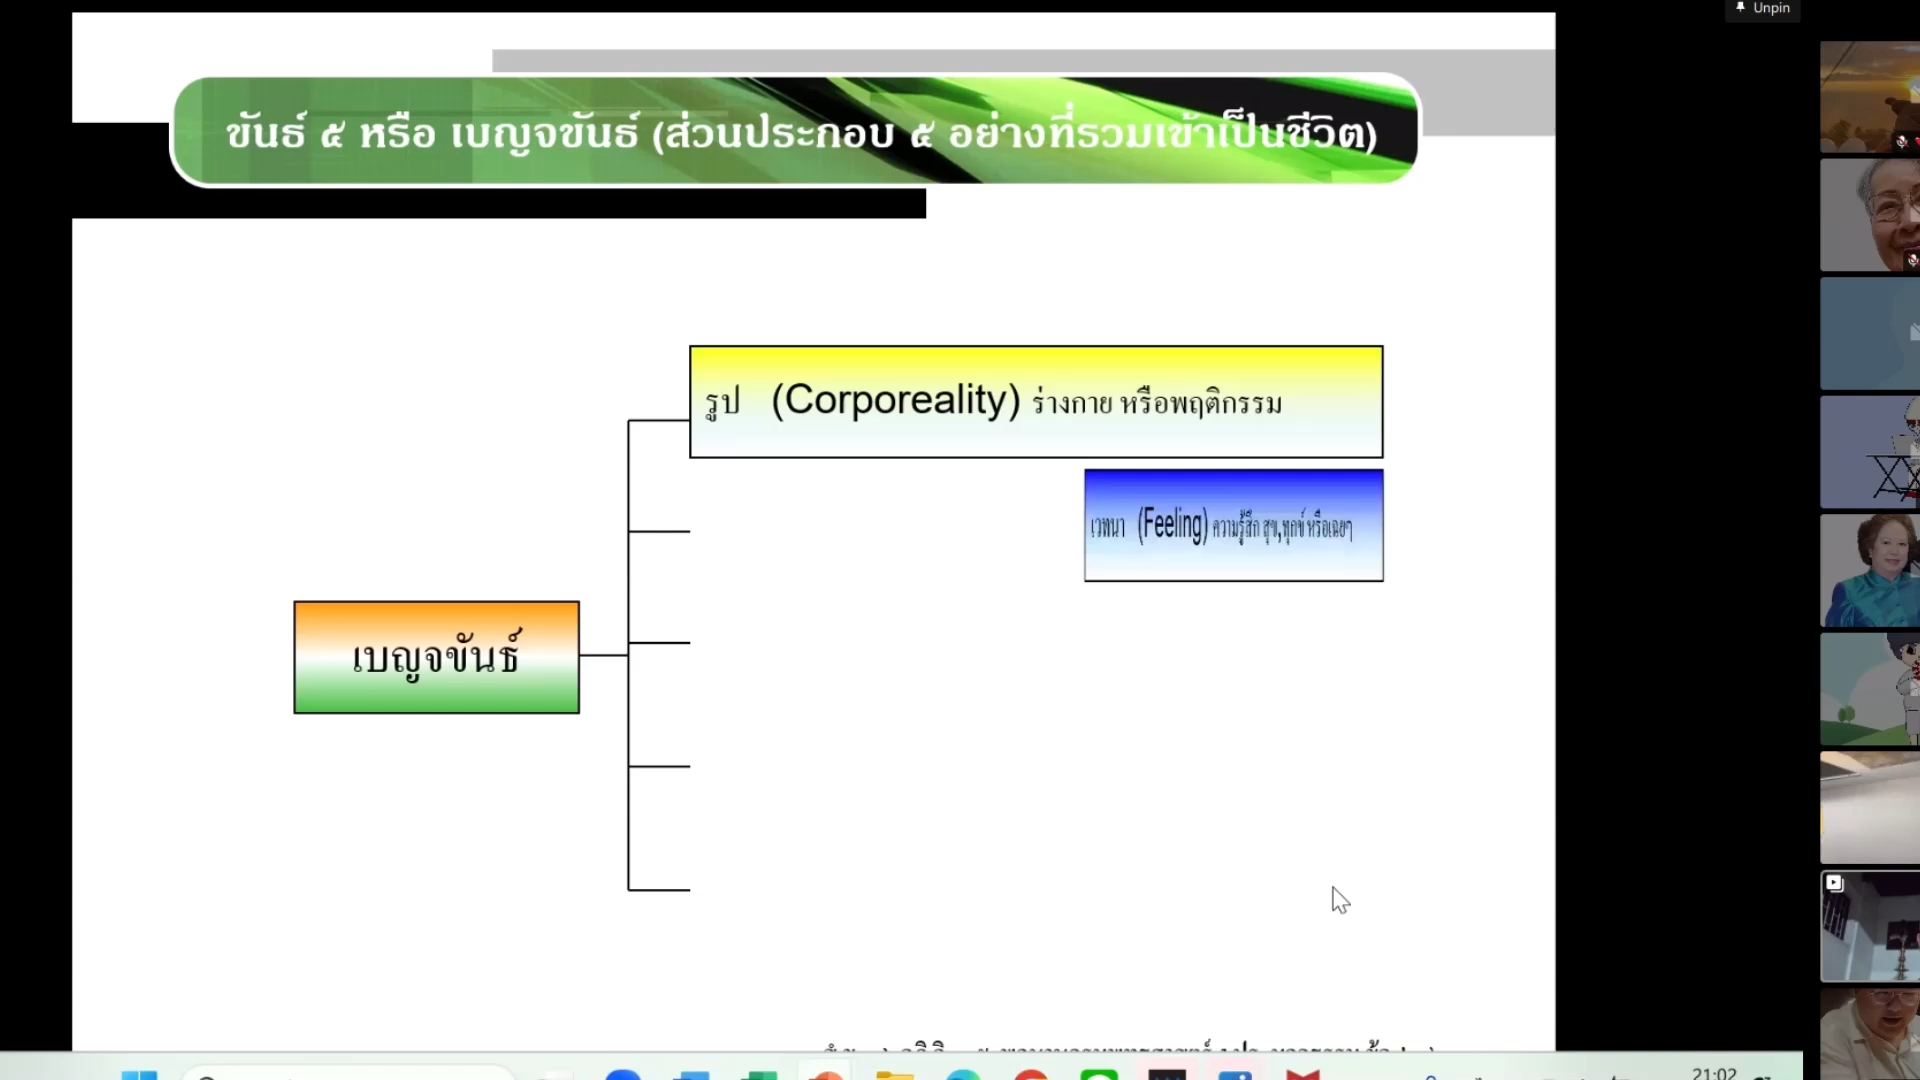 Unpin
ขันธ์ ๕ หรือ เบญจขันธ์ (ส่วนประกอบ ๕ อย่างที่รวมเข้าเป็นชีวิต)
รูป (Corporeality) ร่างกาย หรือพฤติกรรม
เวทนา (Feeling) ความรู้สึก สุข,ทุกข์ หรือเฉยๆ
เบญจขันธ์
21:02